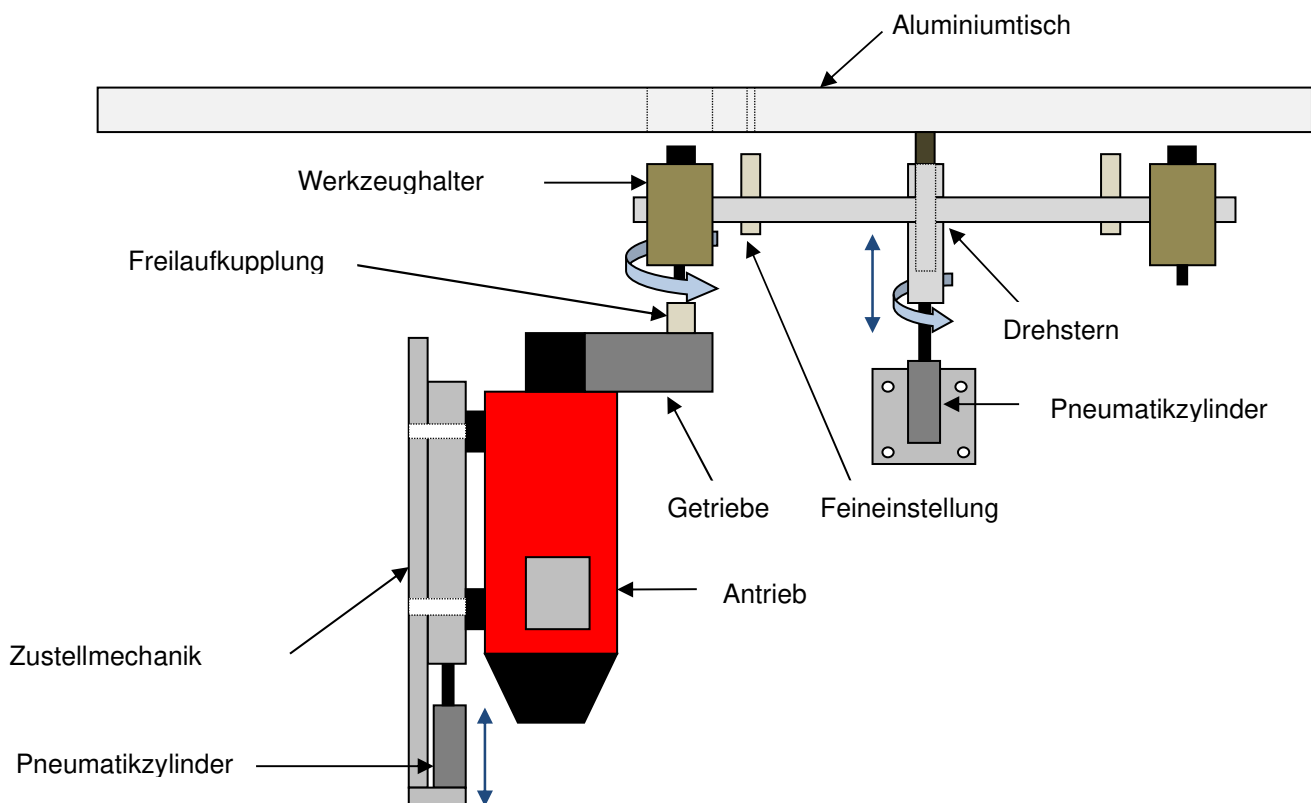 Aluminiumtisch
Werkzeughalter
Freilaufkupplung
Drehstern
Pneumatikzylinder
Getriebe
Feineinstellung
Antrieb
Zustellmechanik
Pneumatikzylinder